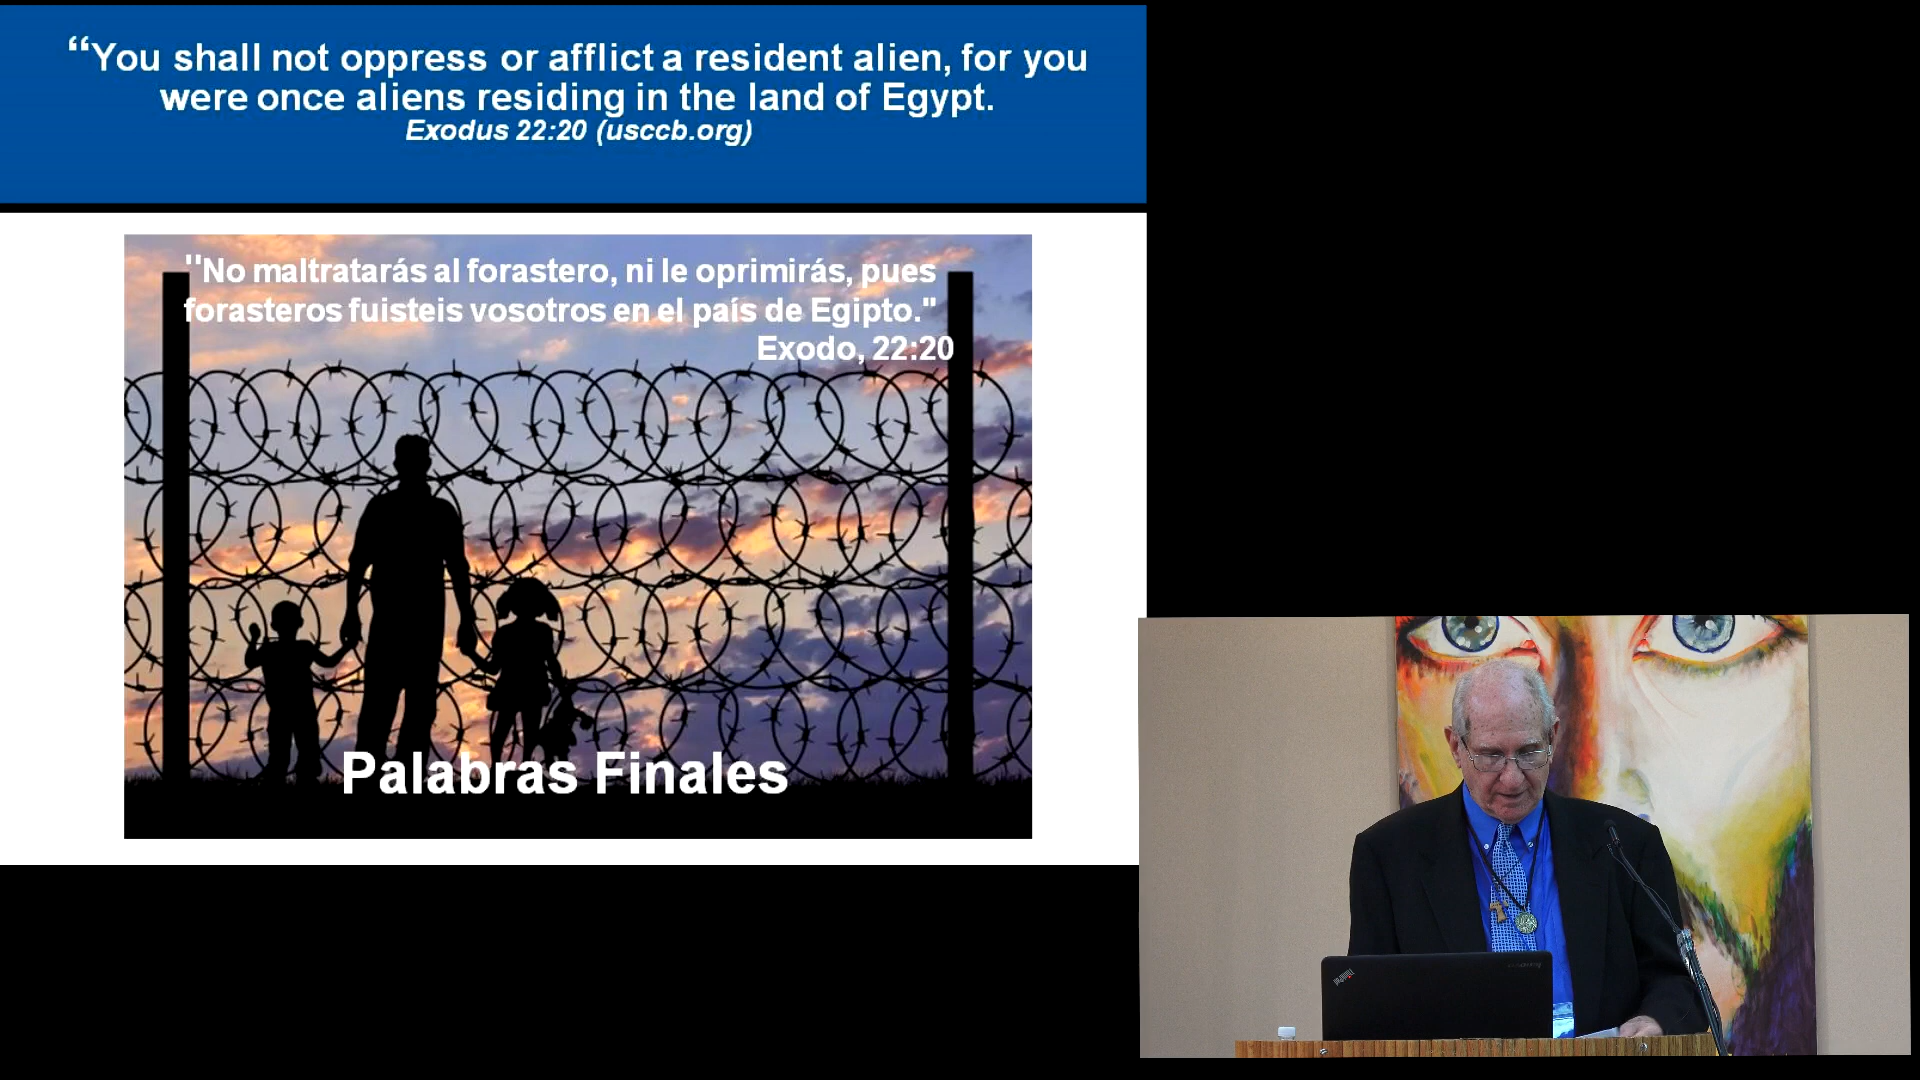 “You shall not oppress or afflict a resident alien, for you
were once aliens residing in the land of Egypt.
Exodus 22:20 (usccb.org)
"No maltratarás al forastero, ni le oprimirás, pues
forasteros fuisteis vosotros en el país de Egipto."
Exodo, 22:20
Palabras Finales